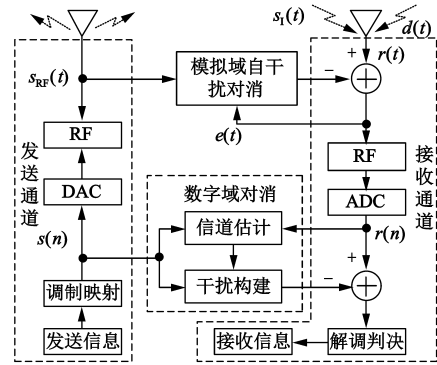 s_I(t)
d(t)
+
r(t)
s_RF(t)
模拟域自干
扰对消
−
e(t)
RF
RF
发送通道
接收通道
DAC
数字域对消
ADC
s(n)
信道估计
r(n)
+
调制映射
干扰构建
−
发送信息
接收信息
解调判决